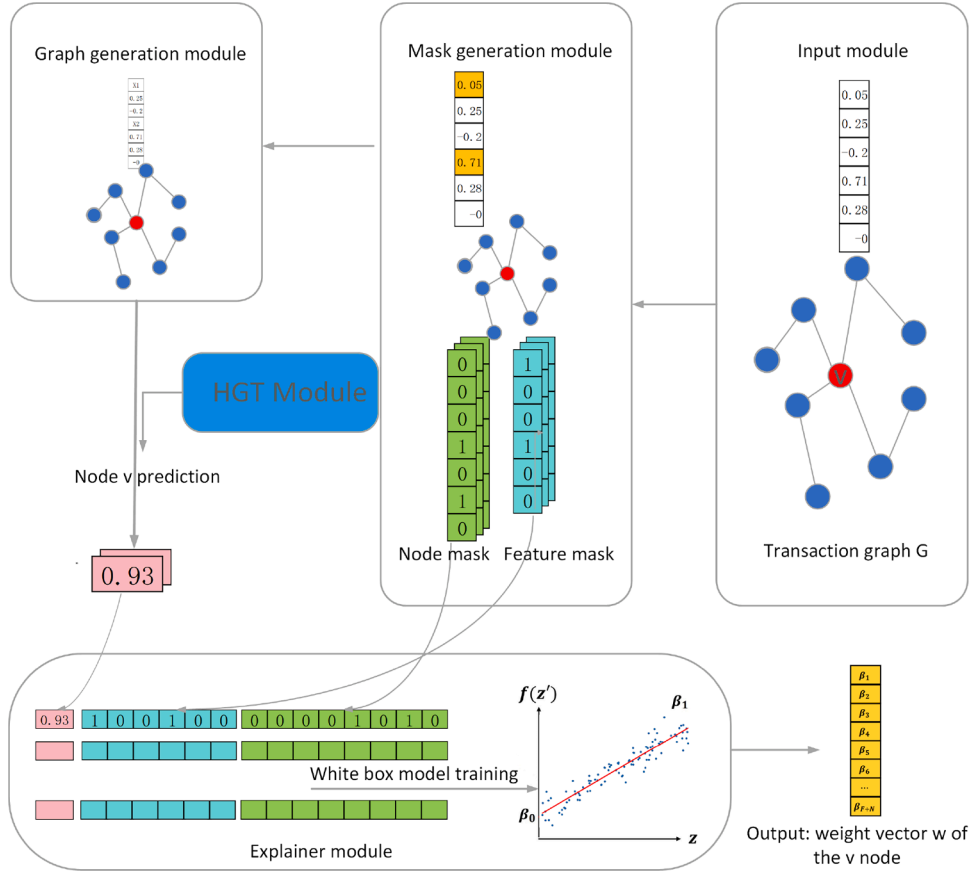 Graph generation module
X1
0.25
-0.2
X2
0.71
0.28
-0
Mask generation module
0.05
0.25
-0.2
0.71
0.28
-0
Input module
0.05
0.25
-0.2
0.71
0.28
-0
V
Transaction graph G
HGT Module
Node v prediction
0.93
0
0
0
1
0
1
0
1
0
0
1
0
0
Node mask
Feature mask
0.93
1 0 0 1 0 0
0 0 0 0 1 0 1 0
White box model training
Explainer module
f(z′)
β1
β0
z
β1
β2
β3
β4
β5
β6
...
βF+N
Output: weight vector w of
the v node